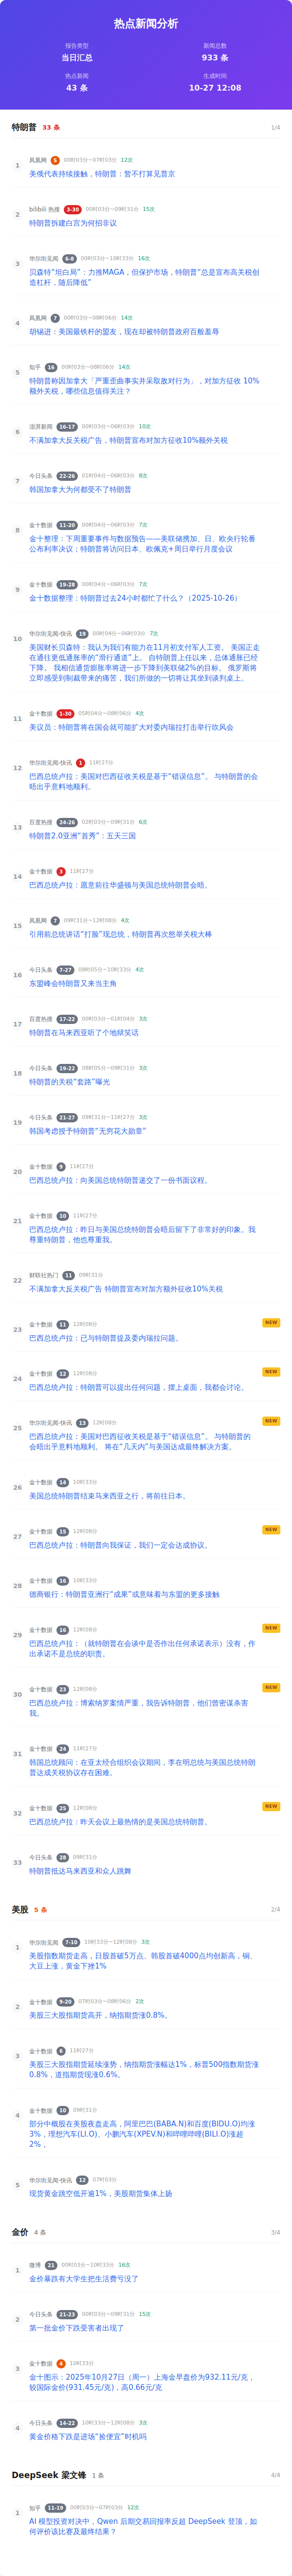 热点新闻分析
报告类型
当日汇总
新闻总数
933 条
热点新闻
43 条
生成时间
10-27 12:08
特朗普 33 条 1/4
1
凤凰网 5 00时03分~07时03分 12次
美俄代表持续接触，特朗普：暂不打算见普京
2
bilibili 热搜 3-30 00时03分~09时31分 15次
特朗普拆建白宫为何招非议
3
华尔街见闻 6-8 00时03分~10时33分 16次
贝森特“坦白局”：力推MAGA，但保护市场，特朗普“总是宣布高关税创
造杠杆，随后降低”
4
凤凰网 7 00时03分~08时06分 14次
胡锡进：美国最铁杆的盟友，现在却被特朗普政府百般羞辱
5
知乎 16 00时03分~08时06分 14次
特朗普称因加拿大「严重歪曲事实并采取敌对行为」，对加方征收 10%
额外关税，哪些信息值得关注？
6
澎湃新闻 16-17 00时03分~06时03分 10次
不满加拿大反关税广告，特朗普宣布对加方征收10%额外关税
7
今日头条 22-26 01时04分~06时03分 8次
韩国加拿大为何都受不了特朗普
8
金十数据 11-20 00时04分~06时03分 7次
金十整理：下周重要事件与数据预告——美联储携加、日、欧央行轮番
公布利率决议；特朗普将访问日本、欧佩克+周日举行月度会议
9
金十数据 19-28 00时04分~06时03分 7次
金十数据整理：特朗普过去24小时都忙了什么？（2025-10-26）
10
华尔街见闻-快讯 19 00时04分~06时03分 7次
美国财长贝森特：我认为我们有能力在11月初支付军人工资。 美国正走
在通往更低通胀率的“滑行通道”上。 自特朗普上任以来，总体通胀已经
下降。 我相信通货膨胀率将进一步下降到美联储2%的目标。 俄罗斯将
立即感受到制裁带来的痛苦，我们所做的一切将让其坐到谈判桌上。
11
金十数据 1-30 05时04分~08时06分 4次
美议员：特朗普将在国会就可能扩大对委内瑞拉打击举行吹风会
12
华尔街见闻-快讯 1 11时27分
巴西总统卢拉：美国对巴西征收关税是基于“错误信息”。 与特朗普的会
晤出乎意料地顺利。
13
百度热搜 24-26 02时03分~09时31分 6次
特朗普2.0亚洲“首秀”：五天三国
14
金十数据 3 11时27分
巴西总统卢拉：愿意前往华盛顿与美国总统特朗普会晤。
15
凤凰网 7 09时31分~12时08分 4次
引用前总统讲话“打脸”现总统，特朗普再次怒举关税大棒
16
今日头条 7-27 08时05分~10时33分 4次
东盟峰会特朗普又来当主角
17
百度热搜 17-22 00时03分~01时04分 3次
特朗普在马来西亚听了个地狱笑话
18
今日头条 19-22 08时05分~09时31分 3次
特朗普的关税“套路”曝光
19
今日头条 21-27 09时31分~11时27分 3次
韩国考虑授予特朗普“无穷花大勋章”
20
金十数据 9 11时27分
巴西总统卢拉：向美国总统特朗普递交了一份书面议程。
21
金十数据 10 11时27分
巴西总统卢拉：昨日与美国总统特朗普会晤后留下了非常好的印象。我
尊重特朗普，他也尊重我。
22
财联社热门 11 09时31分
不满加拿大反关税广告 特朗普宣布对加方额外征收10%关税
23
金十数据 11 12时08分 NEW
巴西总统卢拉：已与特朗普提及委内瑞拉问题。
24
金十数据 12 12时08分 NEW
巴西总统卢拉：特朗普可以提出任何问题，摆上桌面，我都会讨论。
25
华尔街见闻-快讯 13 12时08分 NEW
巴西总统卢拉：美国对巴西征收关税是基于“错误信息”。 与特朗普的
会晤出乎意料地顺利。 将在“几天内”与美国达成最终解决方案。
26
金十数据 14 10时33分
美国总统特朗普结束马来西亚之行，将前往日本。
27
金十数据 15 12时08分 NEW
巴西总统卢拉：特朗普向我保证，我们一定会达成协议。
28
金十数据 16 10时33分
德商银行：特朗普亚洲行“成果”或意味着与东盟的更多接触
29
金十数据 16 12时08分 NEW
巴西总统卢拉：（就特朗普在会谈中是否作出任何承诺表示）没有，作
出承诺不是总统的职责。
30
金十数据 23 12时08分 NEW
巴西总统卢拉：博索纳罗案情严重，我告诉特朗普，他们曾密谋杀害
我。
31
金十数据 24 11时27分
韩国总统顾问：在亚太经合组织会议期间，李在明总统与美国总统特朗
普达成关税协议存在困难。
32
金十数据 25 12时08分 NEW
巴西总统卢拉：昨天会议上最热情的是美国总统特朗普。
33
今日头条 28 09时31分
特朗普抵达马来西亚和众人跳舞
美股 5 条 2/4
1
华尔街见闻 7-10 10时33分~12时08分 3次
美股指数期货走高，日股首破5万点、韩股首破4000点均创新高，铜、
大豆上涨，黄金下挫1%
2
金十数据 9-20 07时03分~08时06分 2次
美股三大股指期货高开，纳指期货涨0.8%。
3
金十数据 6 11时27分
美股三大股指期货延续涨势，纳指期货涨幅达1%，标普500指数期货涨
0.8%，道指期货现涨0.6%。
4
金十数据 10 09时31分
部分中概股在美股夜盘走高，阿里巴巴(BABA.N)和百度(BIDU.O)均涨
3%，理想汽车(LI.O)、小鹏汽车(XPEV.N)和哔哩哔哩(BILI.O)涨超
2%，
5
华尔街见闻-快讯 12 07时03分
现货黄金跳空低开逾1%，美股期货集体上扬
金价 4 条 3/4
1
微博 21 00时03分~10时33分 16次
金价暴跌有大学生把生活费亏没了
2
今日头条 21-23 00时03分~09时31分 15次
第一批金价下跌受害者出现了
3
金十数据 4 10时33分
金十图示：2025年10月27日（周一）上海金早盘价为932.11元/克，
较国际金价(931.45元/克)，高0.66元/克
4
今日头条 14-22 10时33分~12时08分 3次
黄金价格下跌是进场“捡便宜”时机吗
DeepSeek 梁文锋 1 条 4/4
1
知乎 11-19 00时03分~07时03分 12次
AI 模型投资对决中，Qwen 后期交易回报率反超 DeepSeek 登顶，如
何评价该比赛及最终结果？